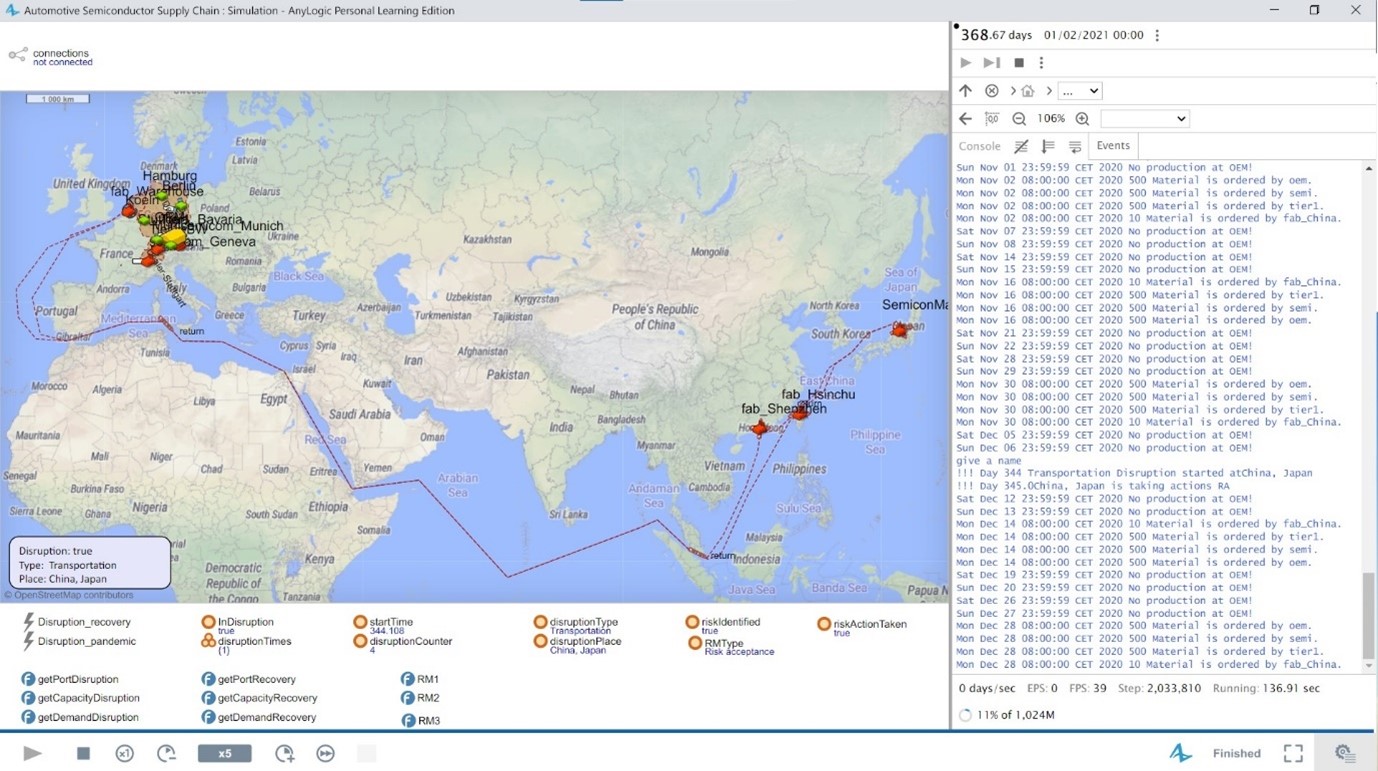 Automotive Semiconductor Supply Chain : Simulation - AnyLogic Personal Learning Edition
connections
not connected
1 000 km
Estonia
Latvia
Denmark
Hamburg
United Kingdom
Berlin
fab_Warehouse
Belarus
Koeln
Poland
Bavaria
Munich
Geneva
Ukraine
France
Kazakhstan
Mongolia
Romania
Andorra
Italy
Black Sea
Sea of
Japan
Bulgaria
Portugal
Uzbekistan
Kyrgyzstan
North Korea
SemiconMa
Mediterranean
Sea
Greece
Turkey
Azerbaijan
Turkmenistan
Tajikistan
People's Republic
of China
Gibraltar
return
South Korea
Japan
Tunisia
Cyprus
Syria
Iraq
Iran
Afghanistan
Israel
Morocco
Algeria
Kuwait
Pakistan
Nepal
Bhutan
East China
Libya
Egypt
Saudi Arabia
Bangladesh
fab_Hsinchu
fab_Shenzhen
India
Mauritania
Red Sea
Oman
Myanmar
Philippine
Sea
Mali
Niger
Chad
Sudan
Eritrea
Yemen
Vietnam
Philippines
Senegal
Burkina Faso
Arabian
Sea
Andaman
Sea
Cambodia
Sierra Leone
Ghana
Nigeria
South Sudan
Ethiopia
Sri Lanka
Sulu Sea
Somalia
Malaysia
return
Indonesia
Kenya
Democratic
Republic of
the Congo
Tanzania
Java Sea
Banda Sea
Papua N
Disruption: true
Type: Transportation
Place: China, Japan
© OpenStreetMap contributors
Disruption_recovery
Disruption_pandemic
InDisruption
true
disruptionTimes
(1)
startTime
344.108
disruptionCounter
4
disruptionType
Transportation
disruptionPlace
China, Japan
riskIdentified
true
RMType
Risk acceptance
riskActionTaken
true
getPortDisruption
getCapacityDisruption
getDemandDisruption
getPortRecovery
getCapacityRecovery
getDemandRecovery
RM1
RM2
RM3
x1
x5
368.67 days 01/02/2021 00:00
...
106%
Console
Events
Sun Nov 01 23:59:59 CET 2020 No production at OEM!
Mon Nov 02 08:00:00 CET 2020 500 Material is ordered by oem.
Mon Nov 02 08:00:00 CET 2020 500 Material is ordered by semi.
Mon Nov 02 08:00:00 CET 2020 500 Material is ordered by tier1.
Mon Nov 02 08:00:00 CET 2020 10 Material is ordered by fab_China.
Sat Nov 07 23:59:59 CET 2020 No production at OEM!
Sun Nov 08 23:59:59 CET 2020 No production at OEM!
Sat Nov 14 23:59:59 CET 2020 No production at OEM!
Sun Nov 15 23:59:59 CET 2020 No production at OEM!
Mon Nov 16 08:00:00 CET 2020 10 Material is ordered by fab_China.
Mon Nov 16 08:00:00 CET 2020 500 Material is ordered by tier1.
Mon Nov 16 08:00:00 CET 2020 500 Material is ordered by semi.
Mon Nov 16 08:00:00 CET 2020 500 Material is ordered by oem.
Sat Nov 21 23:59:59 CET 2020 No production at OEM!
Sun Nov 22 23:59:59 CET 2020 No production at OEM!
Sat Nov 28 23:59:59 CET 2020 No production at OEM!
Sun Nov 29 23:59:59 CET 2020 No production at OEM!
Mon Nov 30 08:00:00 CET 2020 500 Material is ordered by oem.
Mon Nov 30 08:00:00 CET 2020 500 Material is ordered by semi.
Mon Nov 30 08:00:00 CET 2020 500 Material is ordered by tier1.
Mon Nov 30 08:00:00 CET 2020 10 Material is ordered by fab_China.
Sat Dec 05 23:59:59 CET 2020 No production at OEM!
Sun Dec 06 23:59:59 CET 2020 No production at OEM!
give a name
!!! Day 344 Transportation Disruption started atChina, Japan
!!! Day 345.0China, Japan is taking actions RA
Sat Dec 12 23:59:59 CET 2020 No production at OEM!
Sun Dec 13 23:59:59 CET 2020 No production at OEM!
Mon Dec 14 08:00:00 CET 2020 10 Material is ordered by fab_China.
Mon Dec 14 08:00:00 CET 2020 500 Material is ordered by tier1.
Mon Dec 14 08:00:00 CET 2020 500 Material is ordered by semi.
Mon Dec 14 08:00:00 CET 2020 500 Material is ordered by oem.
Sat Dec 19 23:59:59 CET 2020 No production at OEM!
Sun Dec 20 23:59:59 CET 2020 No production at OEM!
Sat Dec 26 23:59:59 CET 2020 No production at OEM!
Sun Dec 27 23:59:59 CET 2020 No production at OEM!
Mon Dec 28 08:00:00 CET 2020 500 Material is ordered by oem.
Mon Dec 28 08:00:00 CET 2020 500 Material is ordered by semi.
Mon Dec 28 08:00:00 CET 2020 500 Material is ordered by tier1.
Mon Dec 28 08:00:00 CET 2020 10 Material is ordered by fab_China.
0 days/sec EPS: 0 FPS: 39 Step: 2,033,810 Running: 136.91 sec
11% of 1,024M
Finished